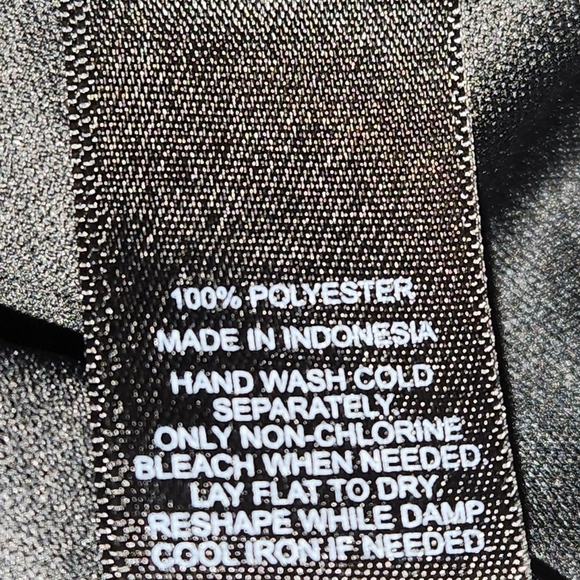 100% POLYESTER
MADE IN INDONESIA
HAND WASH COLD
SEPARATELY
ONLY NON-CHLORINE
BLEACH WHEN NEEDED
LAY FLAT TO DRY
RESHAPE WHILE DAMP
COOL IRON IF NEEDED